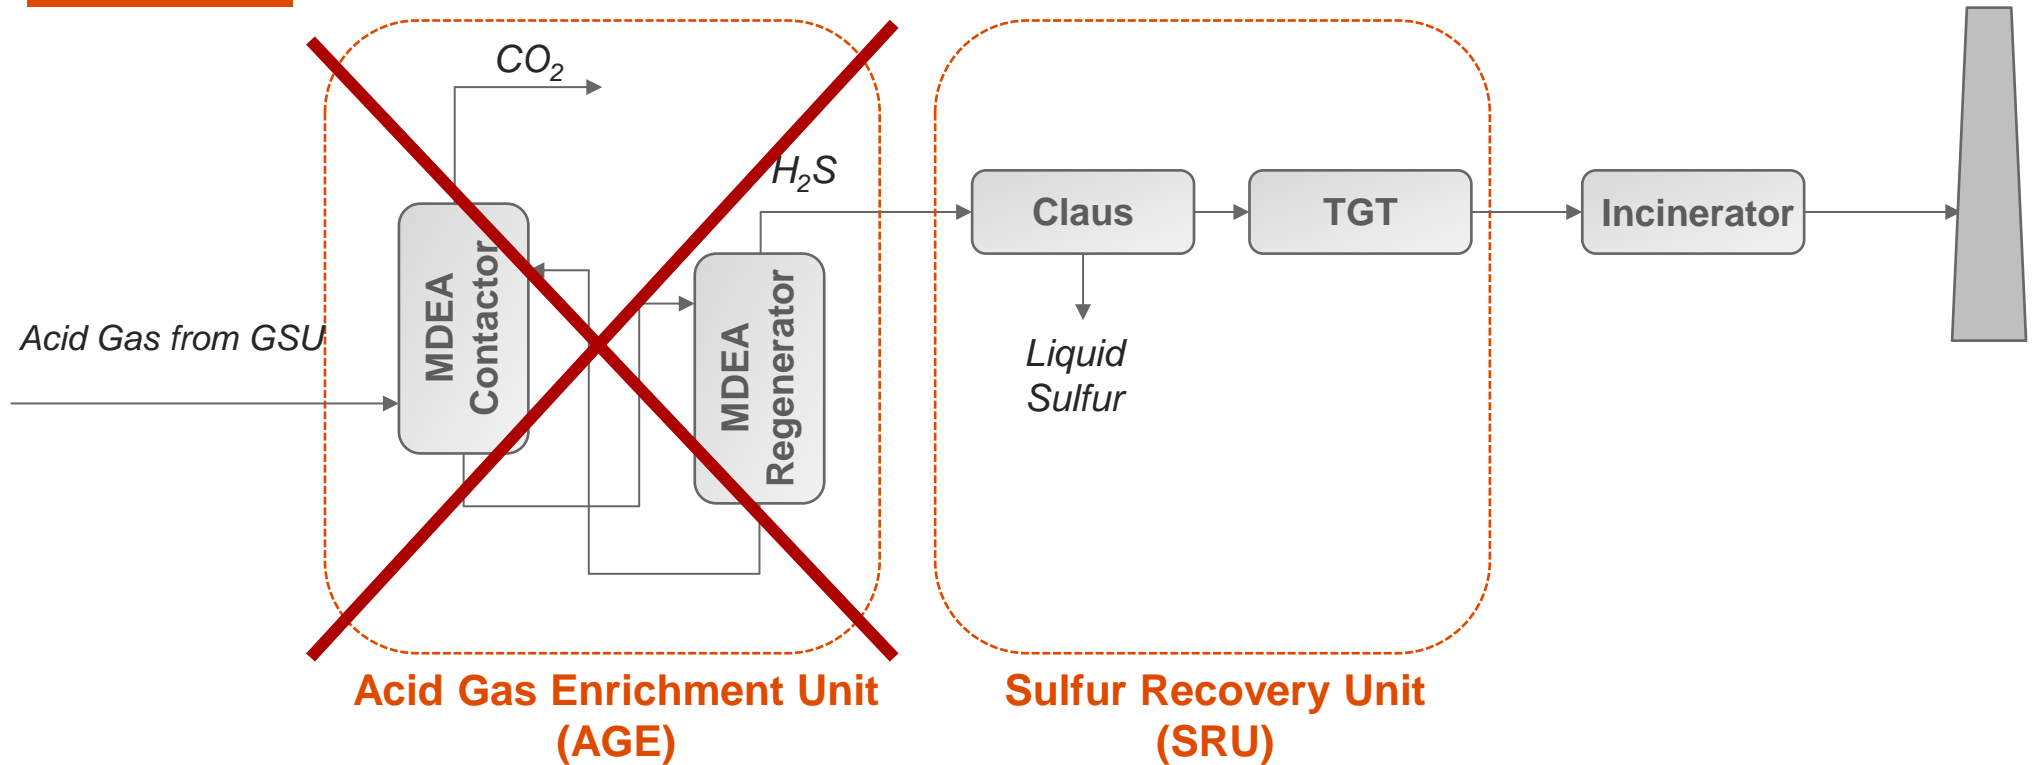 CO₂
H₂S
Claus
TGT
Incinerator
MDEA
Contactor
MDEA
Regenerator
Acid Gas from GSU
Liquid
Sulfur
Acid Gas Enrichment Unit
(AGE)
Sulfur Recovery Unit
(SRU)